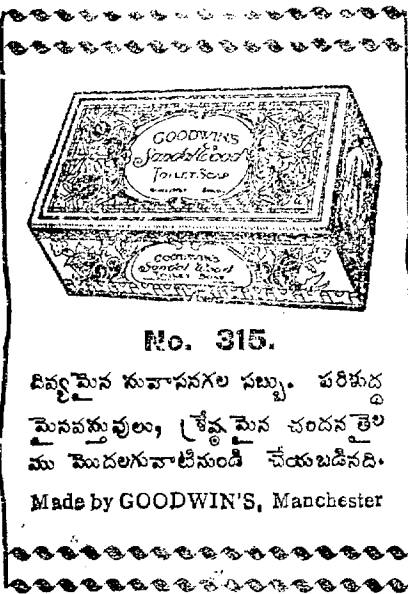 GOODWIN'S
Sandal Wood
TOILET SOAP
GOODWIN'S
Sandal Wood
TOILET SOAP
No. 315.
దివ్యమైన సువాసనగల సబ్బు. పరిశుద్ధ
మైనవస్తువులు, శ్రేష్ఠమైన చందనతైల
ము మొదలగువాటినుండి చేయబడినది.
Made by GOODWIN'S, Manchester